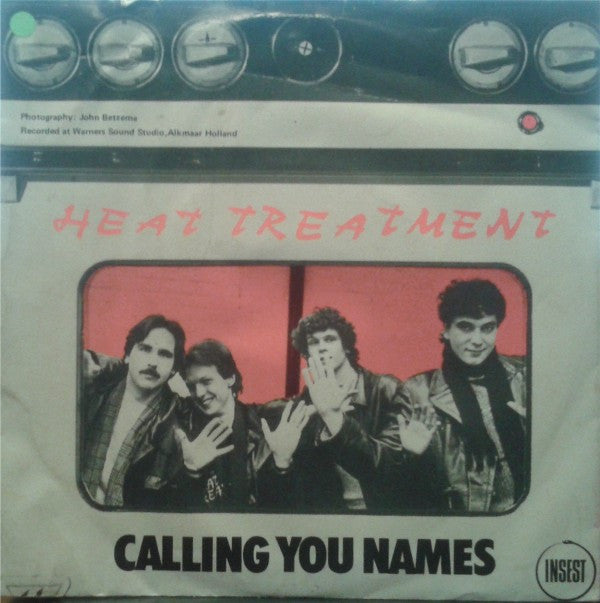 Photography: John Betzema
Recorded at Warners Sound Studio, Alkmaar Holland
HEAT TREATMENT
CALLING YOU NAMES
INSEST